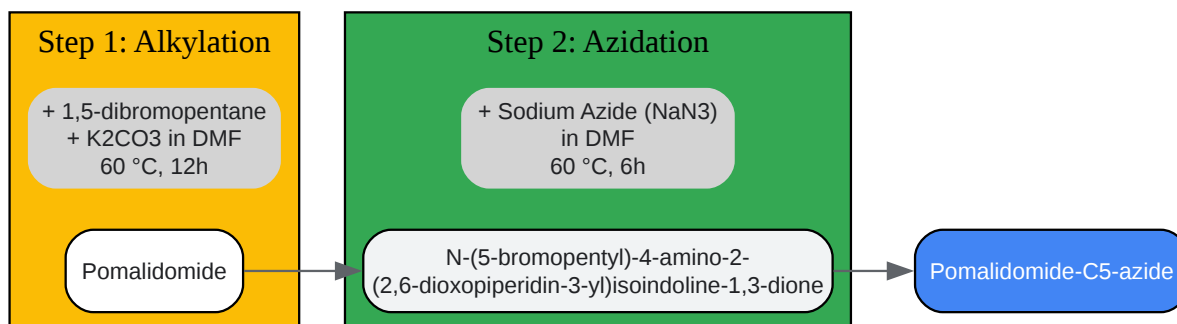 Step 1: Alkylation
+ 1,5-dibromopentane
+ K2CO3 in DMF
60 °C, 12h
Pomalidomide
Step 2: Azidation
+ Sodium Azide (NaN3)
in DMF
60 °C, 6h
N-(5-bromopentyl)-4-amino-2-
(2,6-dioxopiperidin-3-yl)isoindoline-1,3-dione
Pomalidomide-C5-azide